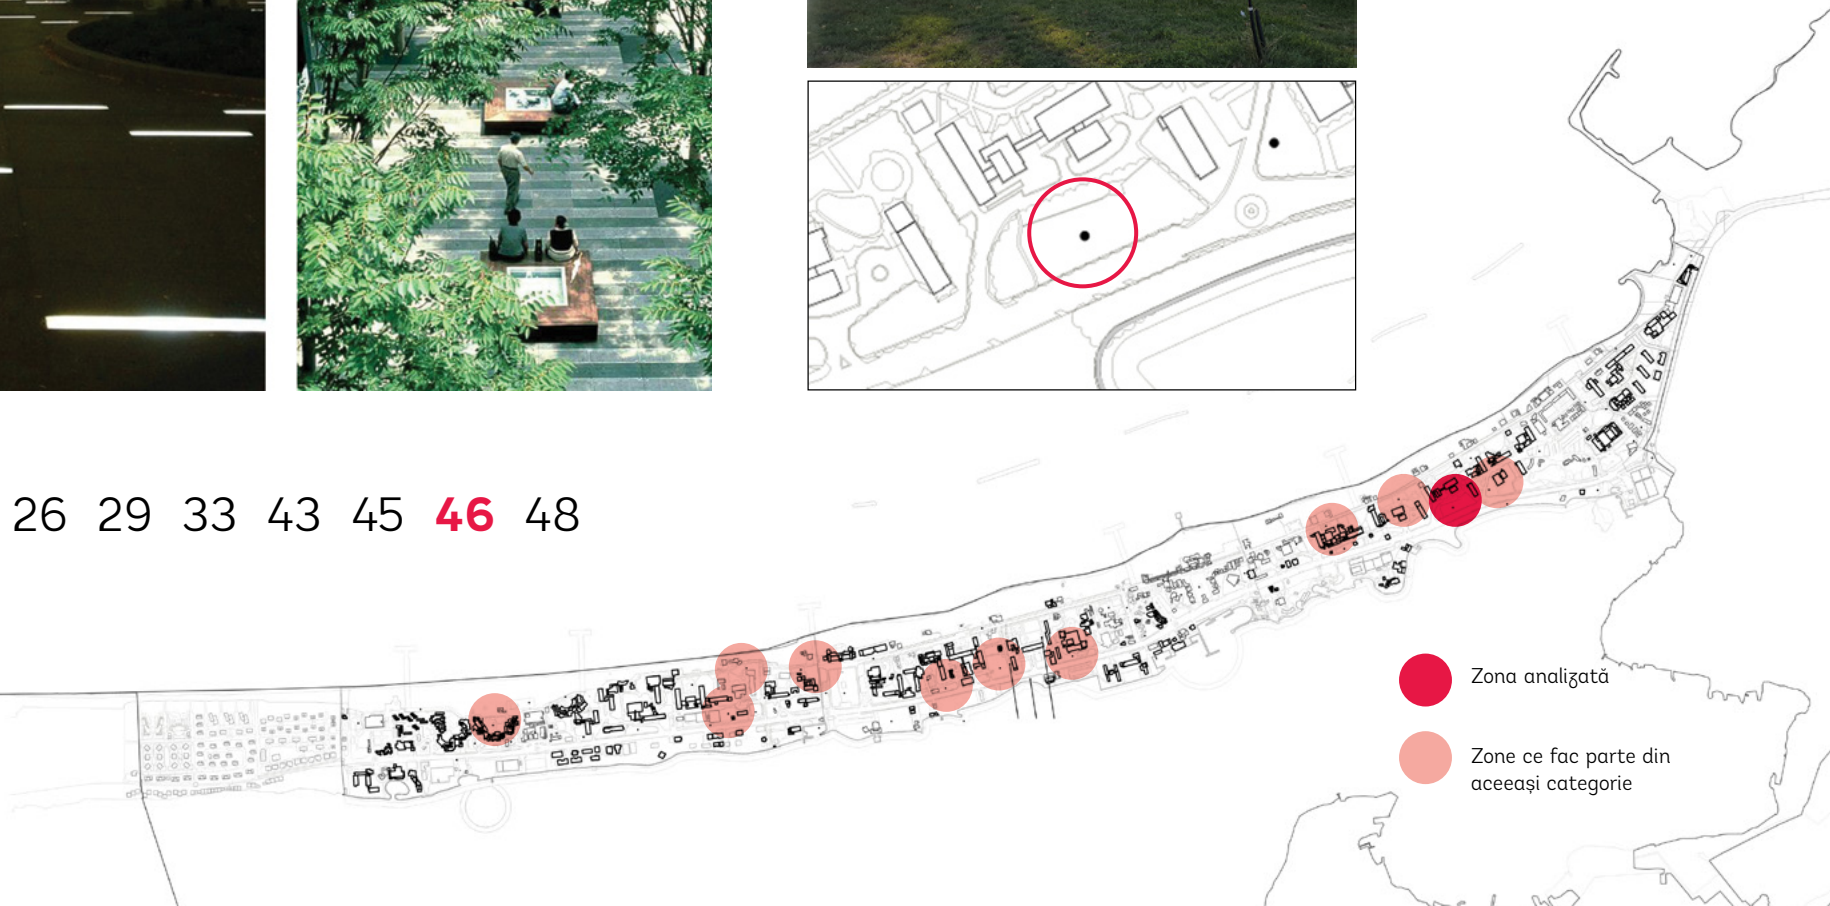 26 29 33 43 45 46 48
Zona analizată
Zone ce fac parte din
aceeași categorie